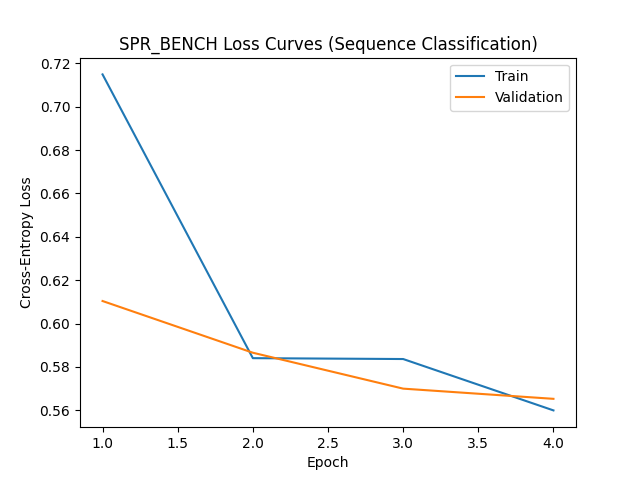 SPR_BENCH Loss Curves (Sequence Classification)
Train
Validation
Cross-Entropy Loss
0.72
0.70
0.68
0.66
0.64
0.62
0.60
0.58
0.56
1.0 1.5 2.0 2.5 3.0 3.5 4.0
Epoch